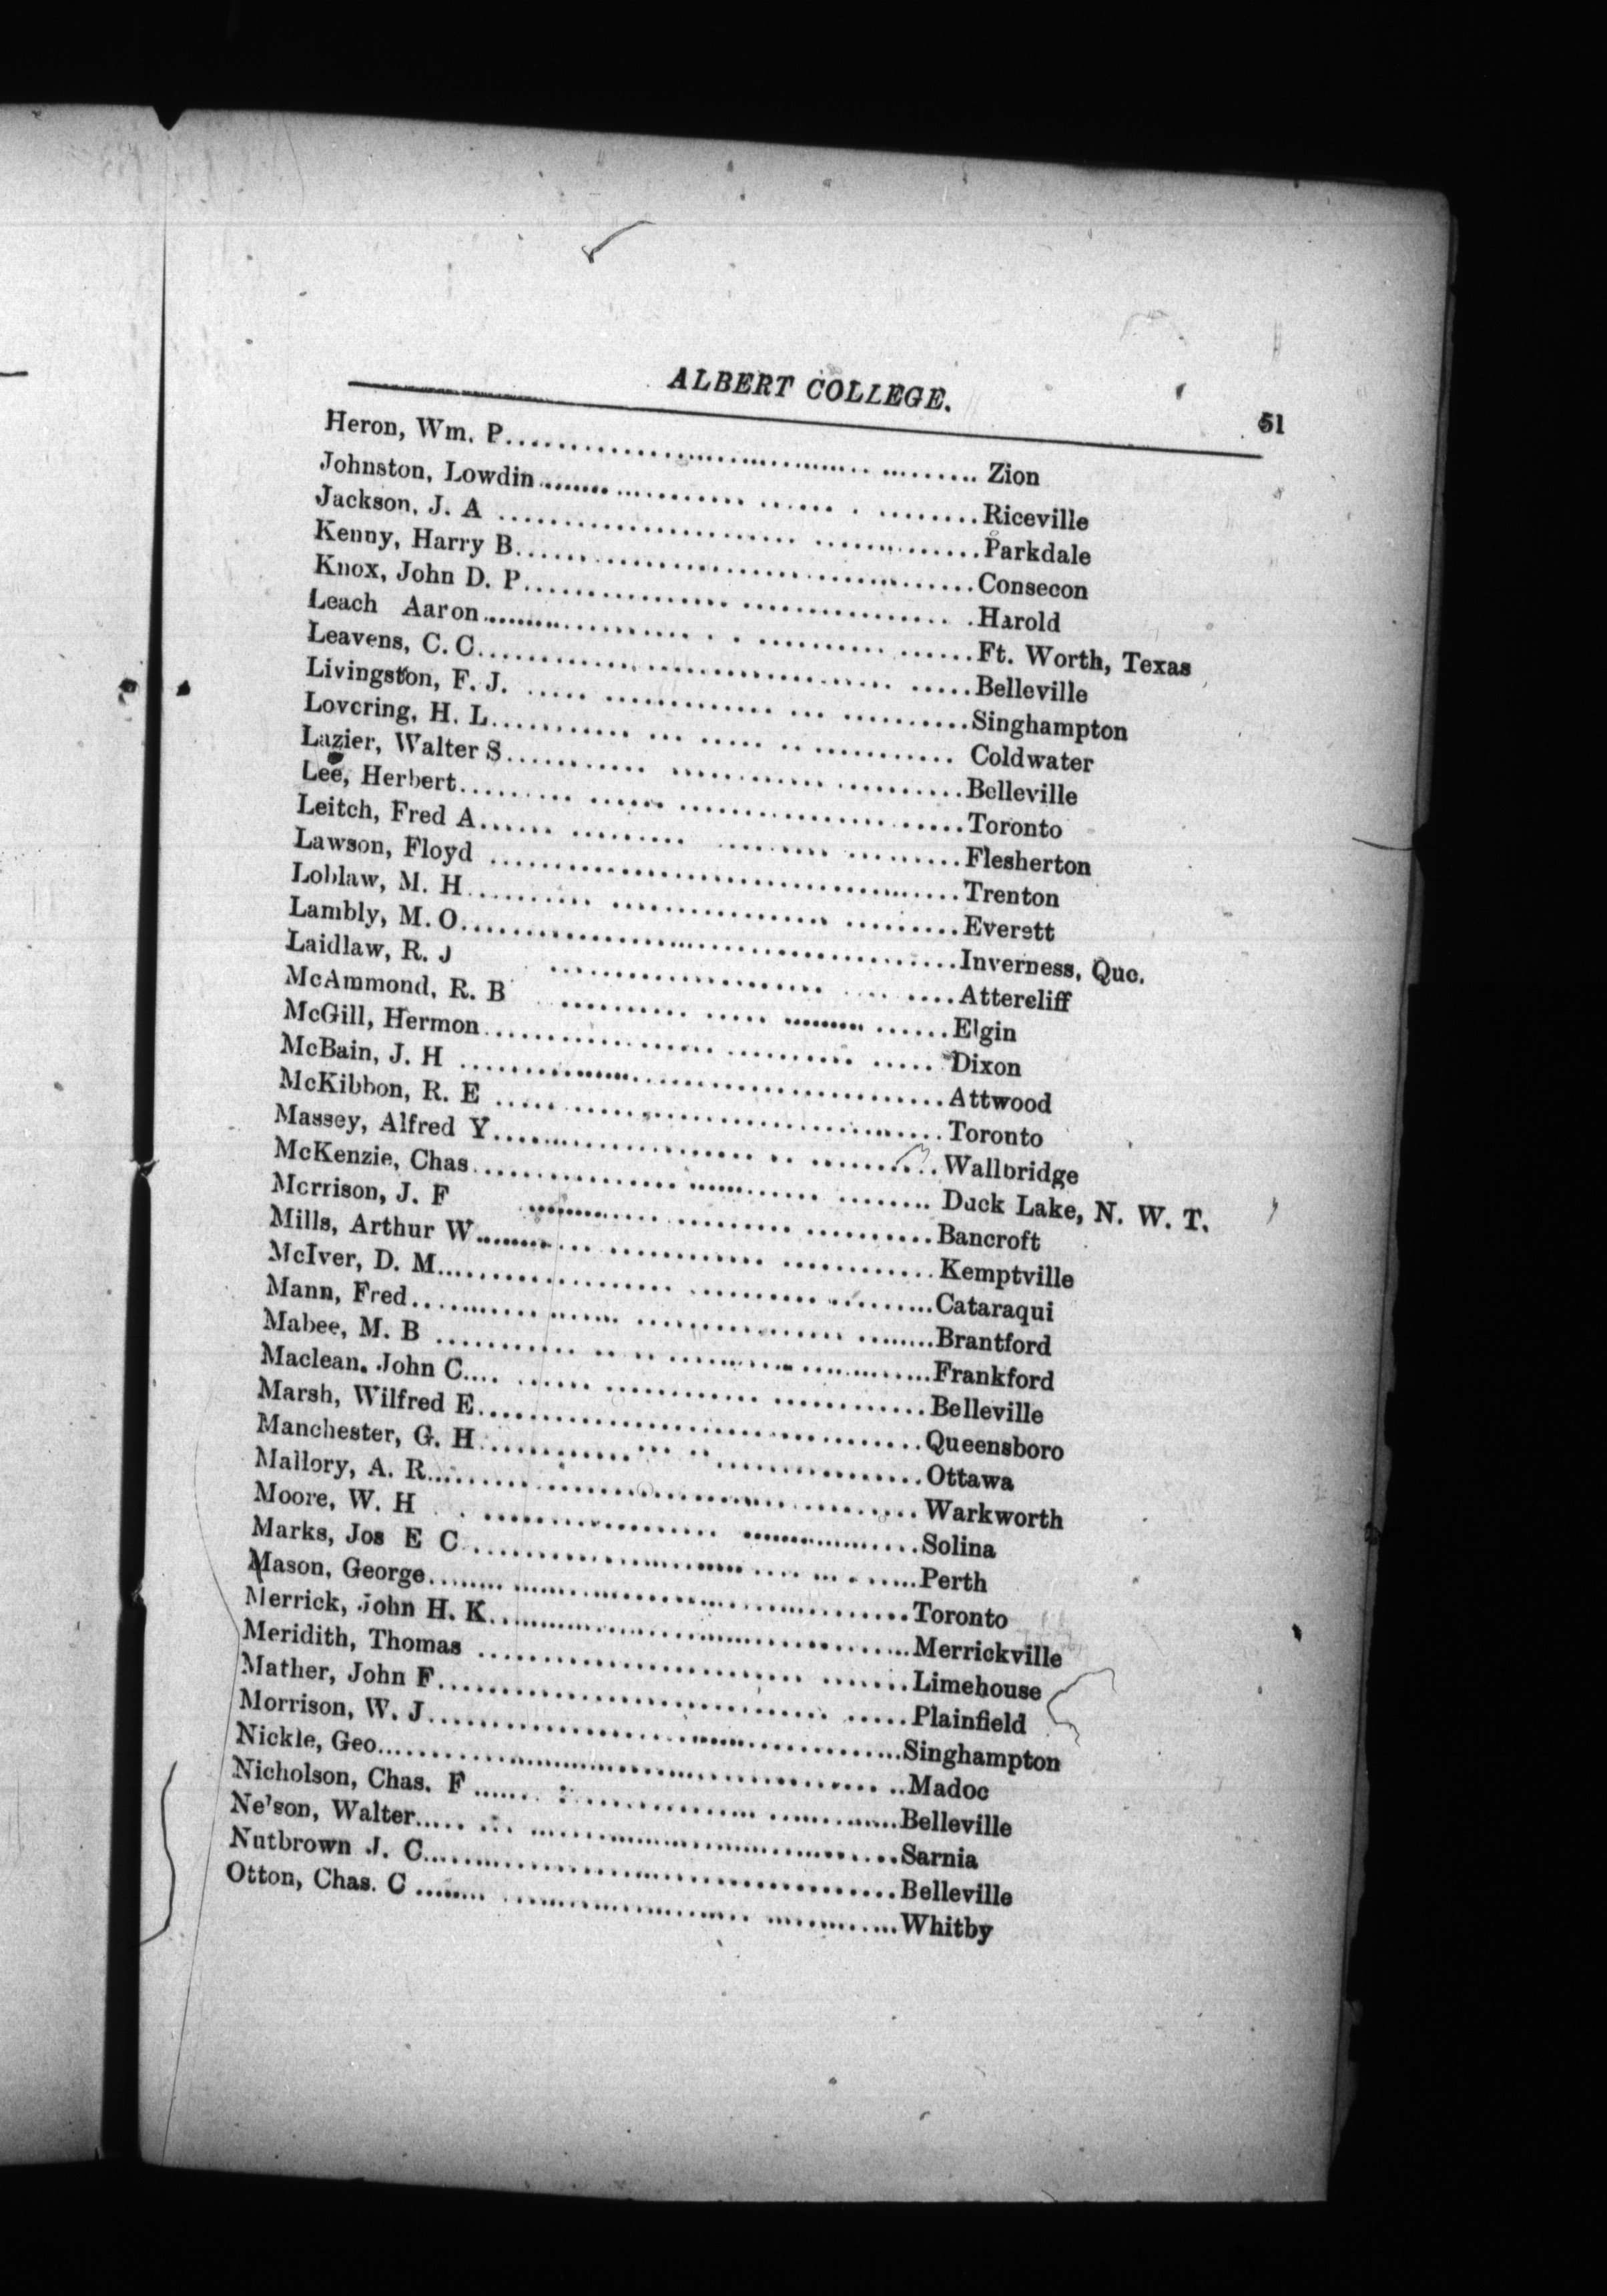 ALBERT COLLEGE. 51
Heron, Wm. P. Zion
Johnston, Lowdin Riceville
Jackson, J. A Parkdale
Kenny, Harry B. Consecon
Knox, John D. P. Harold
Leach Aaron Ft. Worth, Texas
Leavens, C. C. Belleville
Livingston, F. J. Singhampton
Lovering, H. L. Coldwater
Lazier, Walter S. Belleville
Lee, Herbert Toronto
Leitch, Fred A. Flesherton
Lawson, Floyd Trenton
Loblaw, M. H. Everett
Lambly, M. O. Inverness, Que.
Laidlaw, R. J Attercliff
McAmmond, R. B Elgin
McGill, Hermon Dixon
McBain, J. H Attwood
McKibbon, R. E Toronto
Massey, Alfred Y. Wallbridge
McKenzie, Chas. Duck Lake, N. W. T.
Morrison, J. F Bancroft
Mills, Arthur W. Kemptville
McIver, D. M. Cataraqui
Mann, Fred Brantford
Mabee, M. B Frankford
Maclean. John C. Belleville
Marsh, Wilfred E. Queensboro
Manchester, G. H. Ottawa
Mallory, A. R. Warkworth
Moore, W. H Solina
Marks, Jos E C. Perth
Mason, George Toronto
Merrick, John H. K. Merrickville
Meridith, Thomas Limehouse
Mather, John F. Plainfield
Morrison, W. J. Singhampton
Nickle, Geo. Madoc
Nicholson, Chas. F Belleville
Nelson, Walter Sarnia
Nutbrown J. C. Belleville
Otton, Chas. C Whitby